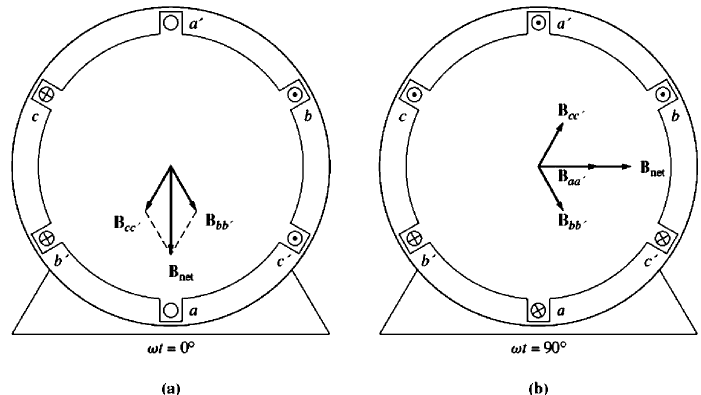 a′
c
b
B_cc′
B_bb′
B_net
b′
c′
a
ωt = 0°
(a)
a′
c
b
B_cc′
B_aa′
B_net
B_bb′
b′
c′
a
ωt = 90°
(b)